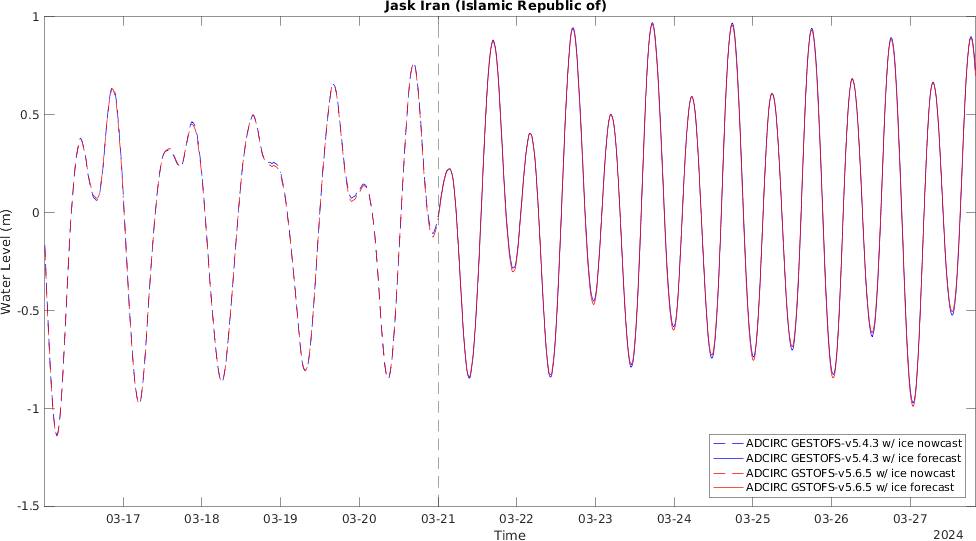 Jask Iran (Islamic Republic of)
1
0.5
0
-0.5
-1
-1.5
Water Level (m)
03-17 03-18 03-19 03-20 03-21 03-22 03-23 03-24 03-25 03-26 03-27
Time
2024
ADCIRC GESTOFS-v5.4.3 w/ ice nowcast
ADCIRC GESTOFS-v5.4.3 w/ ice forecast
ADCIRC GSTOFS-v5.6.5 w/ ice nowcast
ADCIRC GSTOFS-v5.6.5 w/ ice forecast